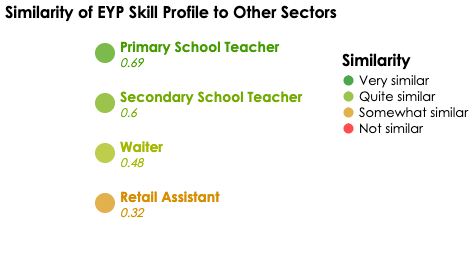 Similarity of EYP Skill Profile to Other Sectors
Primary School Teacher
0.69
Secondary School Teacher
0.6
Waiter
0.48
Retail Assistant
0.32
Similarity
Very similar
Quite similar
Somewhat similar
Not similar